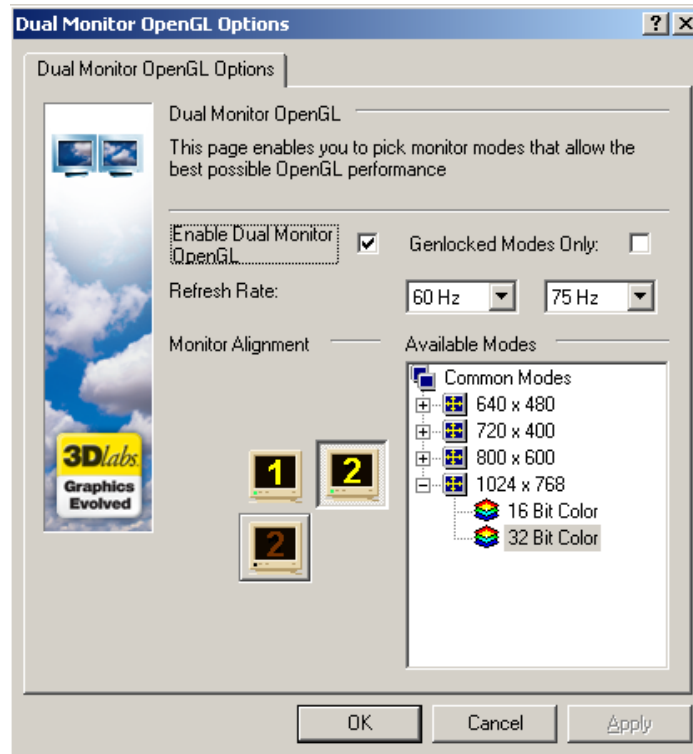 Dual Monitor OpenGL Options
Dual Monitor OpenGL Options
Dual Monitor OpenGL
This page enables you to pick monitor modes that allow the
best possible OpenGL performance
Enable Dual Monitor
OpenGL
Genlocked Modes Only:
Refresh Rate:
60 Hz
75 Hz
Monitor Alignment
Available Modes
Common Modes
640 x 480
720 x 400
800 x 600
1024 x 768
16 Bit Color
32 Bit Color
1
2
2
3Dlabs.
Graphics
Evolved
OK
Cancel
Apply